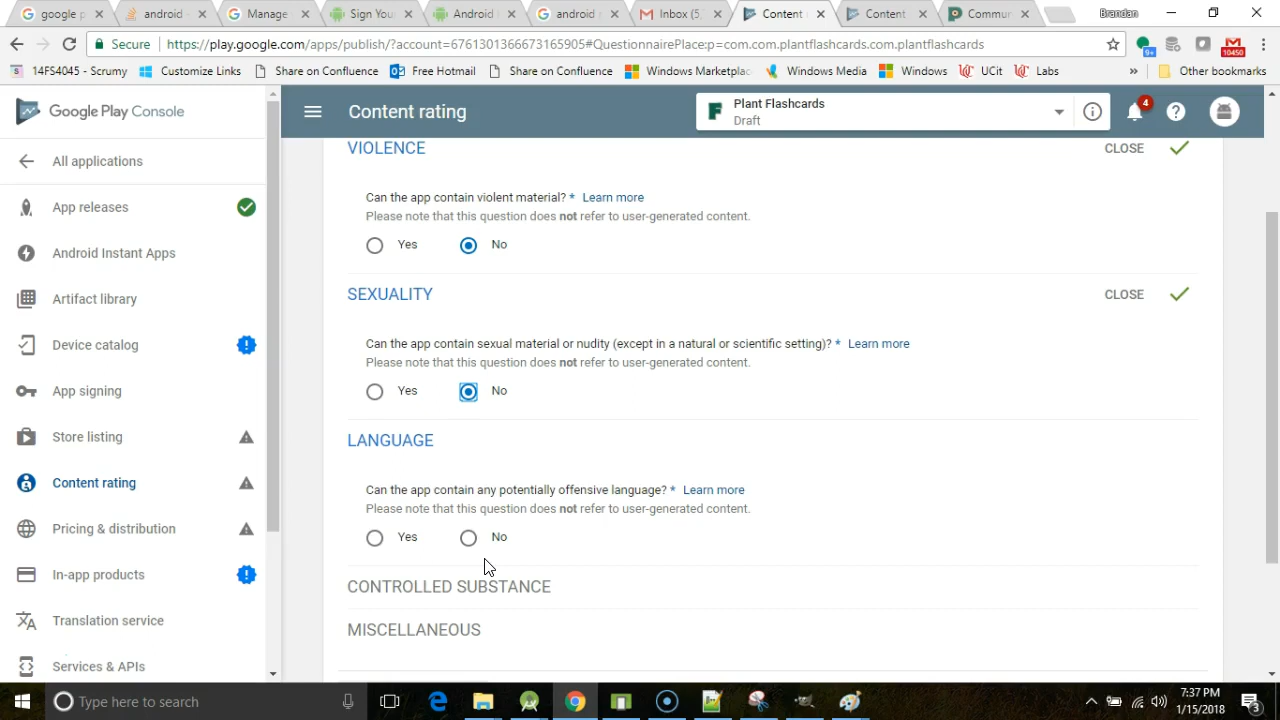 google p
android
Manage
Sign You
Android
android
Inbox (5
Content
Content
Commun
Brandan
Secure
https://play.google.com/apps/publish/?account=6761301366173165905#QuestionnairePlace:p=com.com.plantflashcards.com.plantflashcards
9+
10450
14FS4045 - Scrumy
Customize Links
Share on Confluence
Free Hotmail
Share on Confluence
Windows Marketplac
Windows Media
Windows
UCit
Labs
»
Other bookmarks
Google Play Console
Content rating
Plant Flashcards
Draft
4
All applications
App releases
Android Instant Apps
Artifact library
Device catalog
App signing
Store listing
Content rating
Pricing & distribution
In-app products
Translation service
Services & APIs
VIOLENCE
CLOSE
Can the app contain violent material? * Learn more
Please note that this question does not refer to user-generated content.
Yes
No
SEXUALITY
CLOSE
Can the app contain sexual material or nudity (except in a natural or scientific setting)? * Learn more
Please note that this question does not refer to user-generated content.
Yes
No
LANGUAGE
Can the app contain any potentially offensive language? * Learn more
Please note that this question does not refer to user-generated content.
Yes
No
CONTROLLED SUBSTANCE
MISCELLANEOUS
Type here to search
7:37 PM
1/15/2018
3